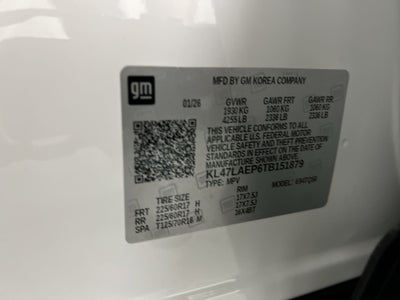 gm
MFD BY GM KOREA COMPANY
01/26 GVWR GAWR FRT GAWR RR
1930 KG 1060 KG 1060 KG
4255 LB 2336 LB 2336 LB
THIS VEHICLE CONFORMS TO ALL
APPLICABLE U.S. FEDERAL MOTOR
VEHICLE SAFETY AND THEFT PREVENTION
STANDARDS IN EFFECT ON THE DATE OF
MANUFACTURE SHOWN ABOVE.
KL47LAEP6TB151879
TYPE: MPV
TIRE SIZE RIM
FRT 225/60R17 H 17X7.5J
RR 225/60R17 H 17X7.5J
SPA T125/70R16 M 16X4BT